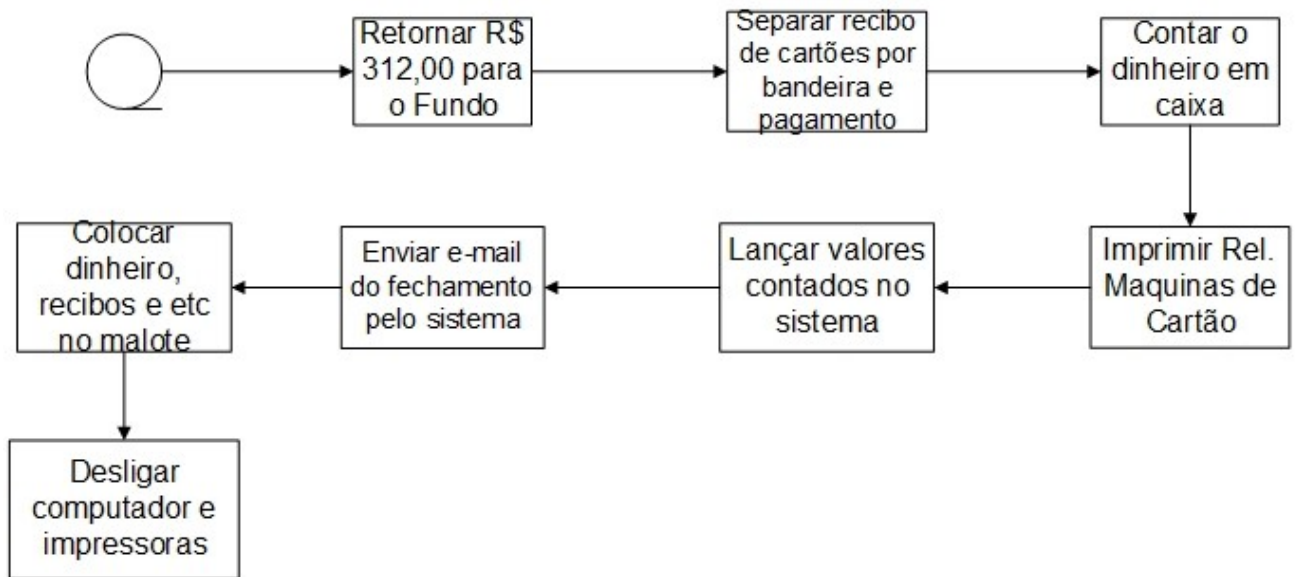 Retornar R$
312,00 para
o Fundo
Separar recibo
de cartões por
bandeira e
pagamento
Contar o
dinheiro em
caixa
Imprimir Rel.
Maquinas de
Cartão
Lançar valores
contados no
sistema
Enviar e-mail
do fechamento
pelo sistema
Colocar
dinheiro,
recibos e etc
no malote
Desligar
computador e
impressoras